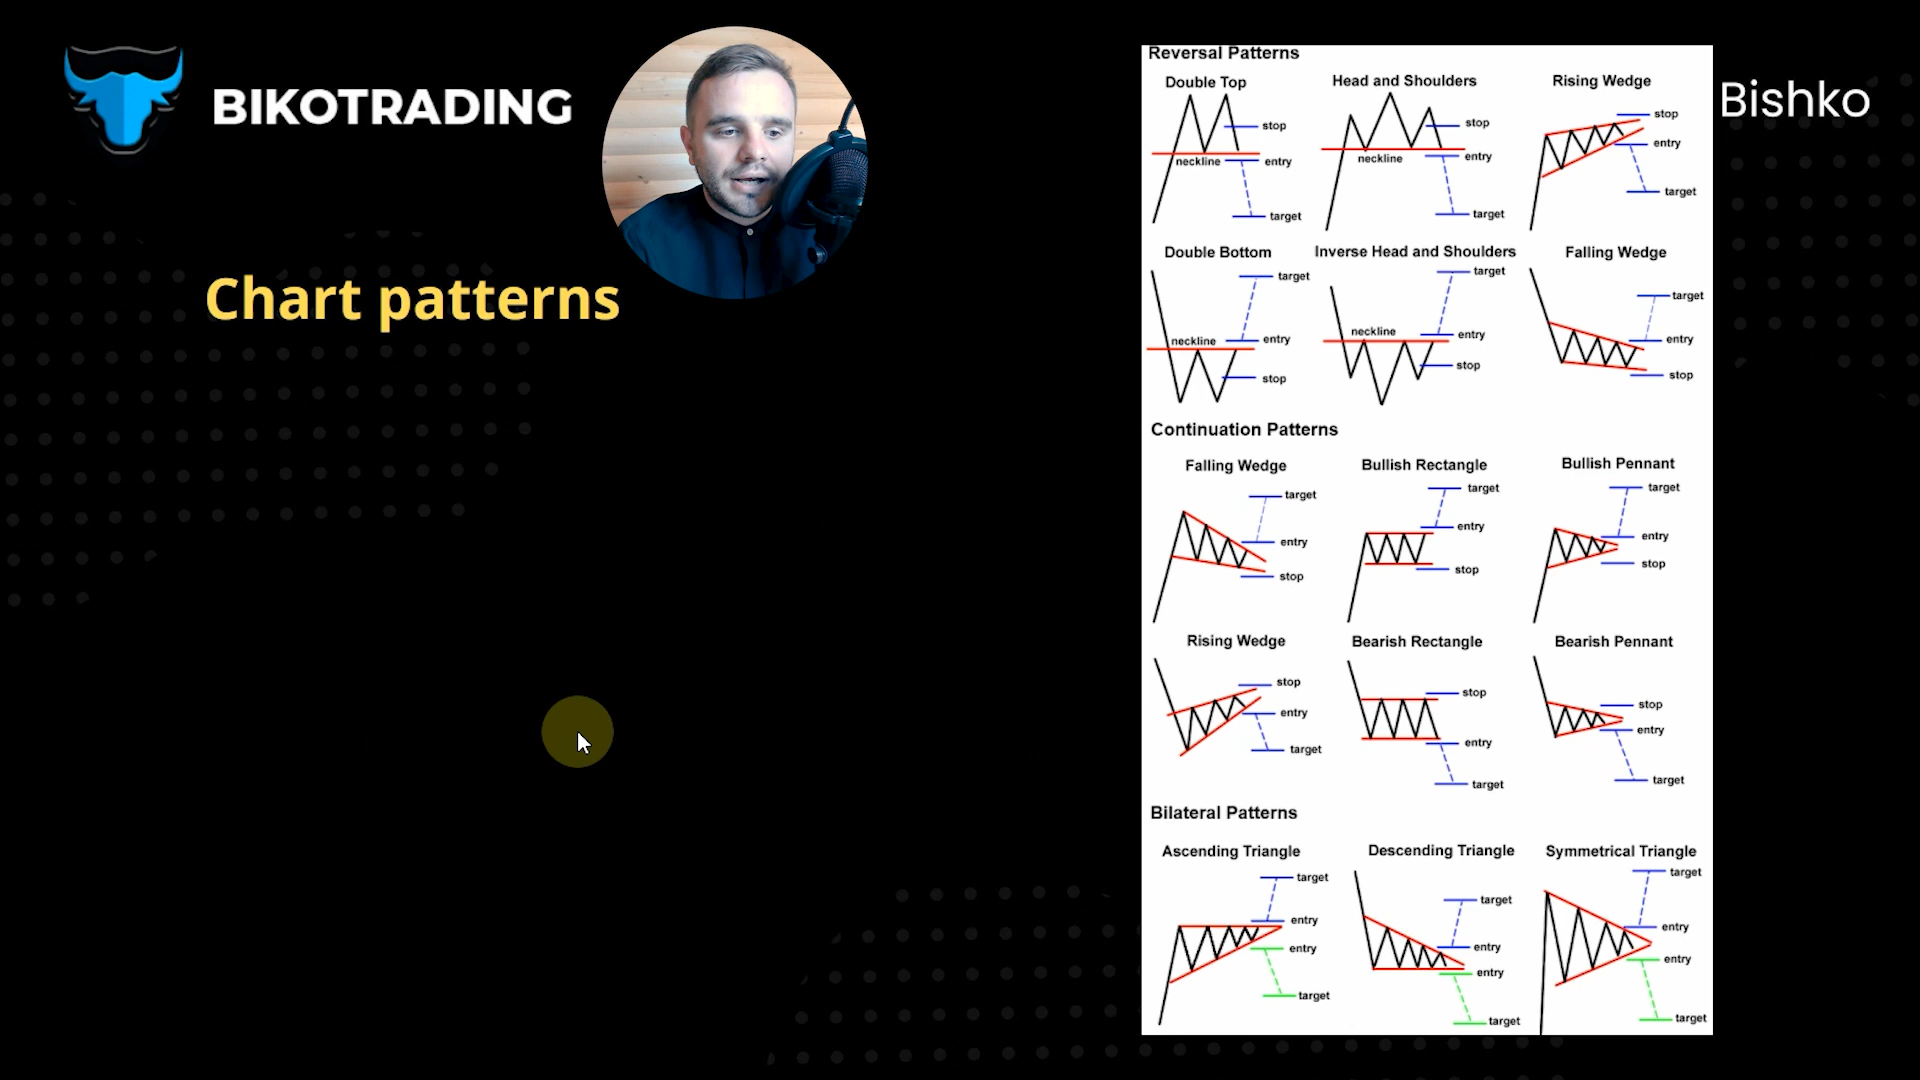 BIKOTRADING
Bishko
Chart patterns
Reversal Patterns
Double Top
stop
neckline
entry
target
Head and Shoulders
stop
neckline
entry
target
Rising Wedge
stop
entry
target
Double Bottom
target
neckline
entry
stop
Inverse Head and Shoulders
target
neckline
entry
stop
Falling Wedge
target
entry
stop
Continuation Patterns
Falling Wedge
target
entry
stop
Bullish Rectangle
target
entry
stop
Bullish Pennant
target
entry
stop
Rising Wedge
stop
entry
target
Bearish Rectangle
stop
entry
target
Bearish Pennant
stop
entry
target
Bilateral Patterns
Ascending Triangle
target
entry
entry
target
Descending Triangle
target
entry
entry
target
Symmetrical Triangle
target
entry
entry
target